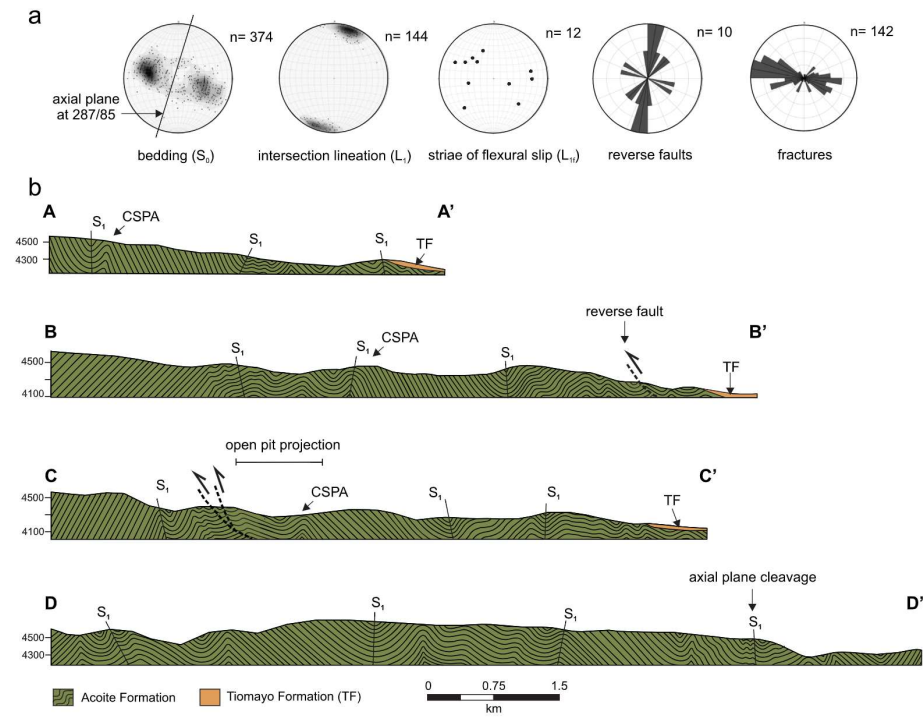 a
n= 374
n= 144
n= 12
n= 10
n= 142
axial plane
at 287/85
bedding (S₀)
intersection lineation (L₁)
striae of flexural slip (L₁f)
reverse faults
fractures
b
A
A'
S₁
CSPA
S₁
S₁
TF
4500
4300
B
B'
reverse fault
S₁
S₁
CSPA
S₁
TF
4500
4100
open pit projection
C
C'
S₁
CSPA
S₁
S₁
TF
4500
4100
axial plane cleavage
D
D'
S₁
S₁
S₁
S₁
4500
4300
Acoite Formation
Tiomayo Formation (TF)
0
0.75
1.5
km